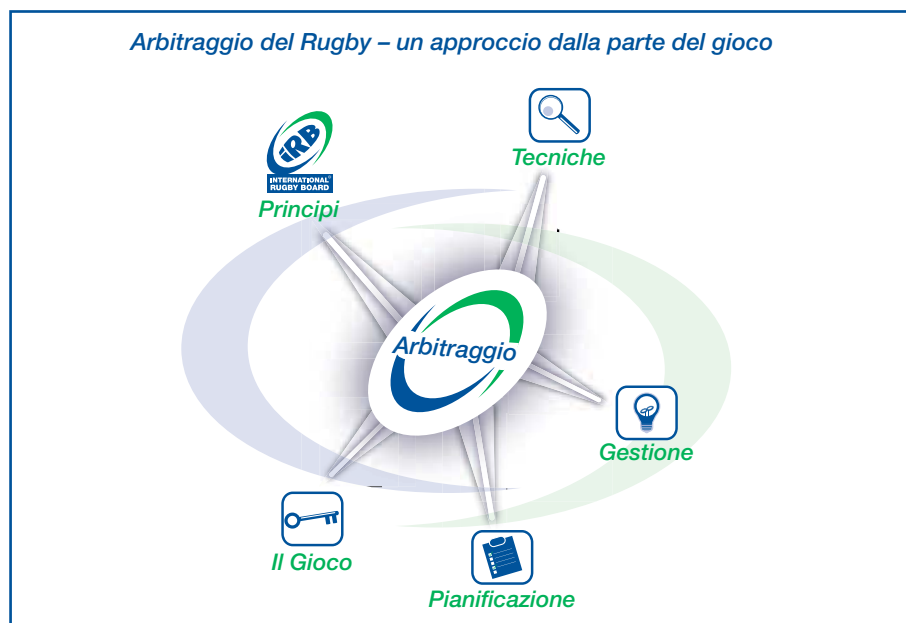 Arbitraggio del Rugby – un approccio dalla parte del gioco
Tecniche
iRB
INTERNATIONAL
RUGBY BOARD
Principi
Arbitraggio
Gestione
Il Gioco
Pianificazione